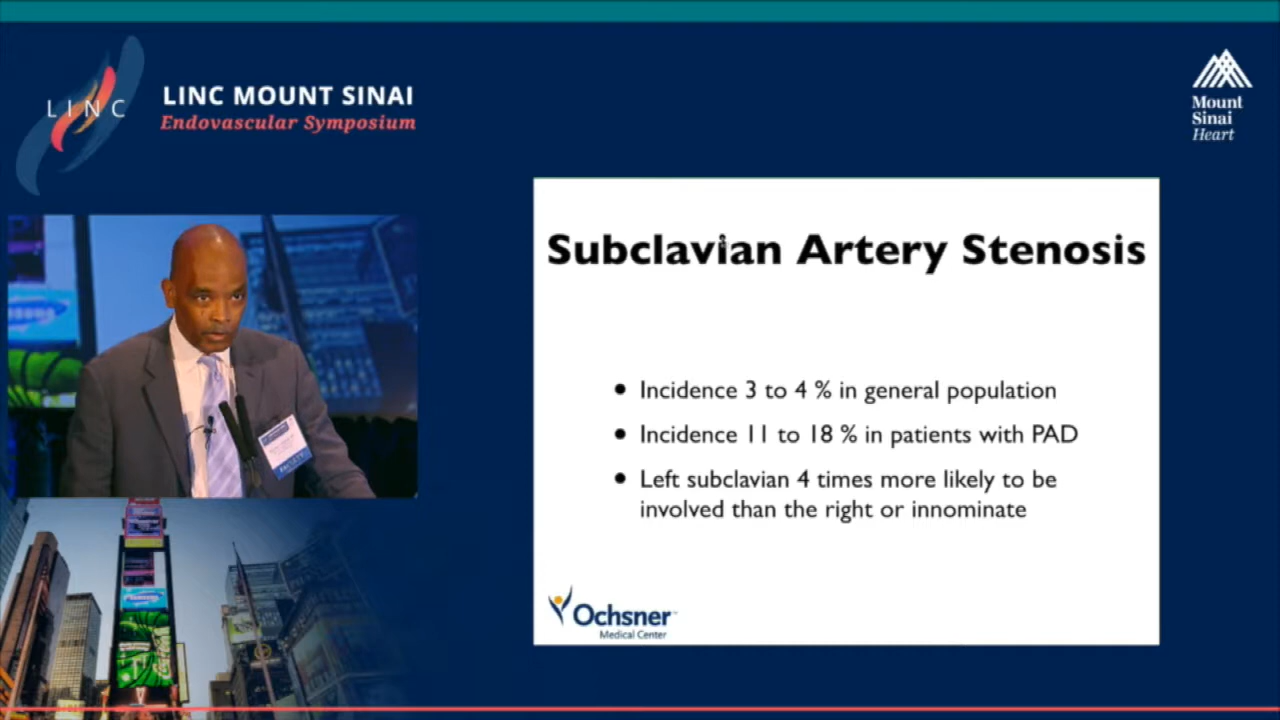 LINC
LINC MOUNT SINAI
Endovascular Symposium
Mount
Sinai
Heart
Subclavian Artery Stenosis
• Incidence 3 to 4 % in general population
• Incidence 11 to 18 % in patients with PAD
• Left subclavian 4 times more likely to be
involved than the right or innominate
Ochsner™
Medical Center